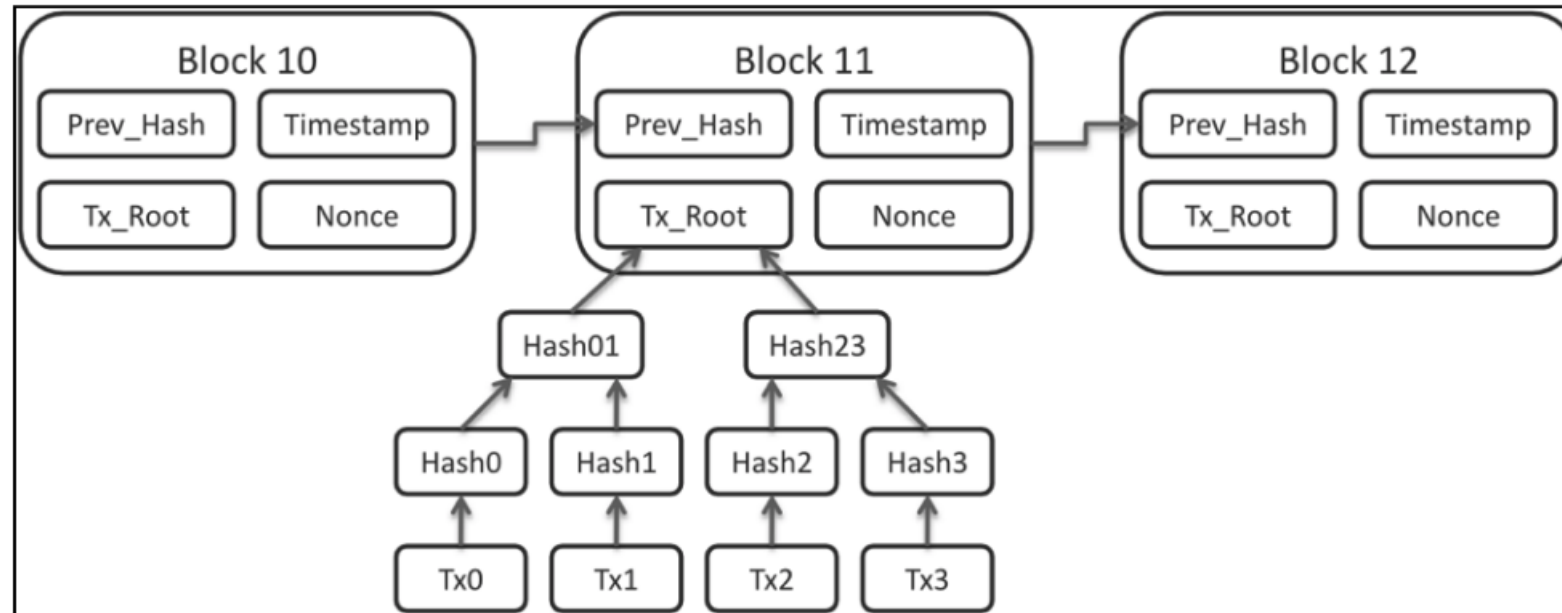 Block 10
Block 11
Block 12
Prev_Hash Timestamp
Prev_Hash Timestamp
Prev_Hash Timestamp
Tx_Root Nonce
Tx_Root Nonce
Tx_Root Nonce
Hash01 Hash23
Hash0 Hash1 Hash2 Hash3
Tx0 Tx1 Tx2 Tx3